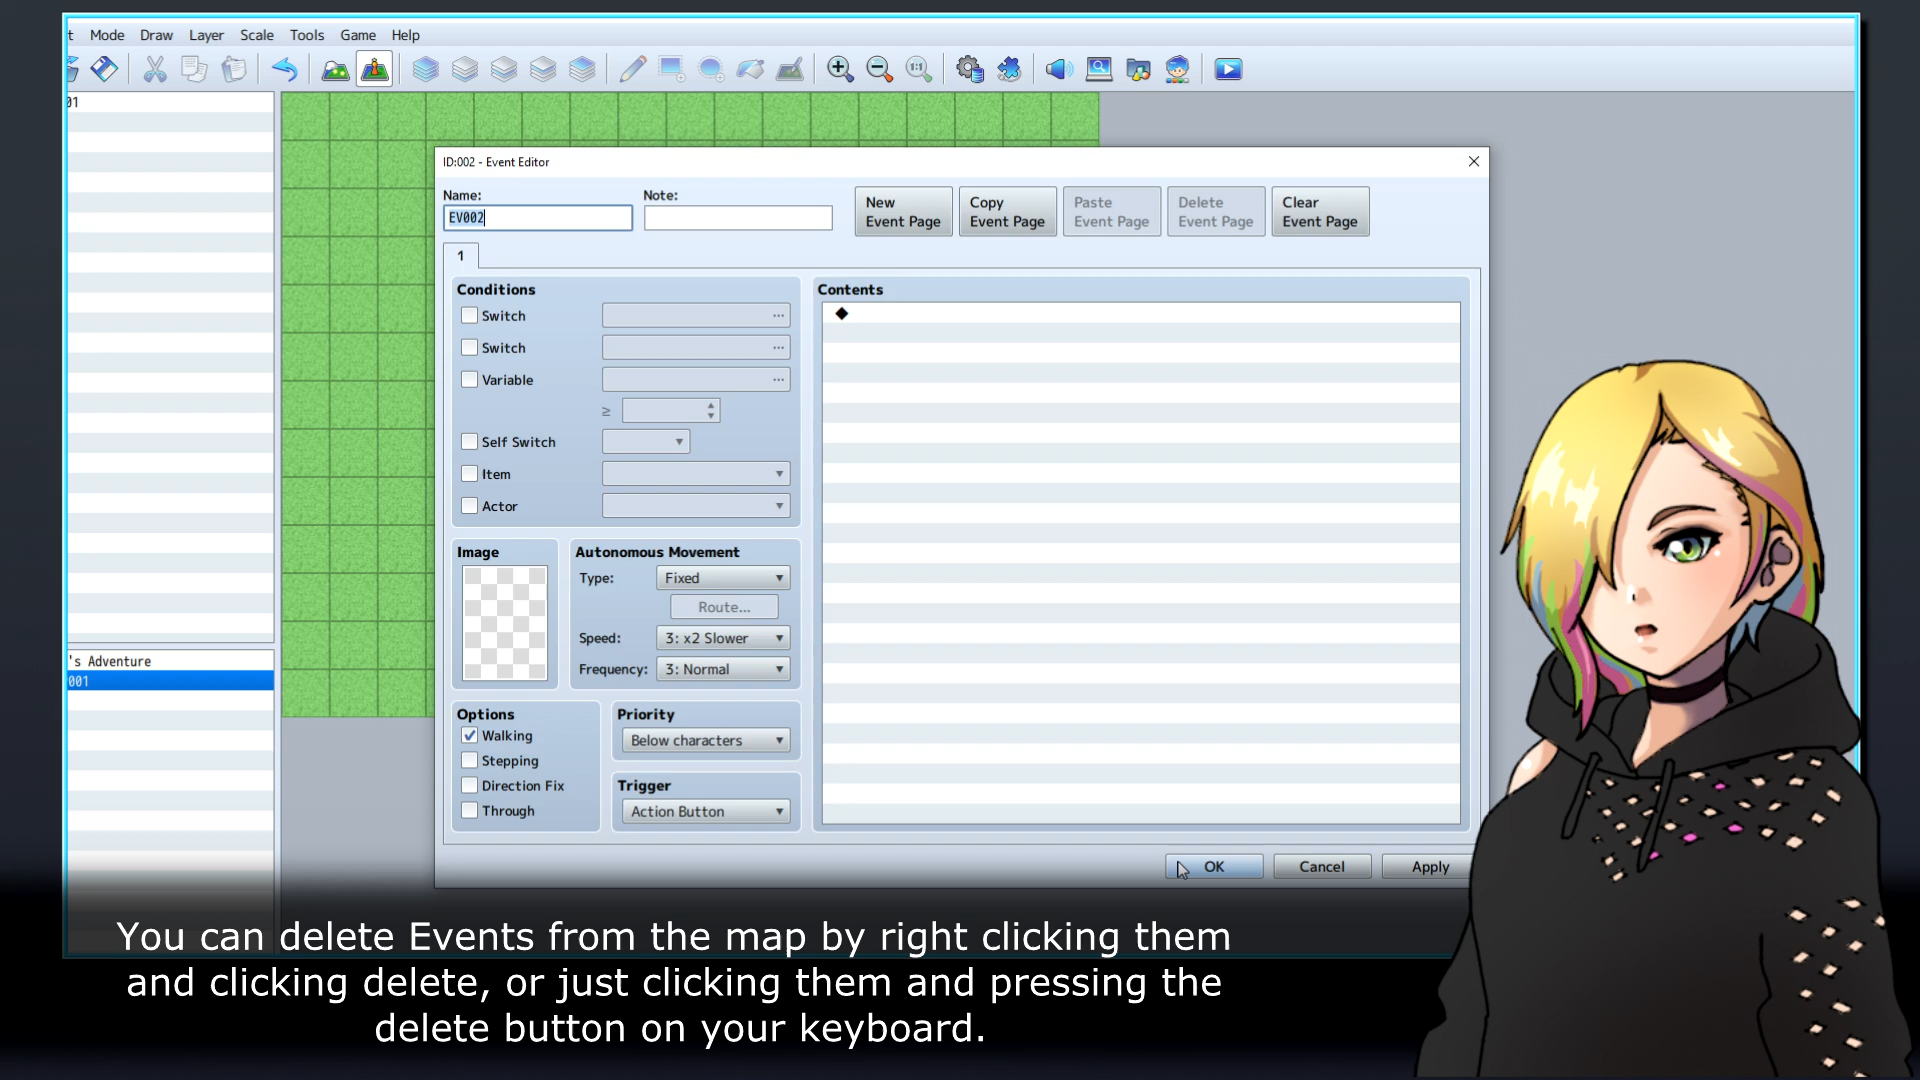 t Mode Draw Layer Scale Tools Game Help
1:1
01
ID:002 - Event Editor
Name: Note:
EV002
New Event Page
Copy Event Page
Paste Event Page
Delete Event Page
Clear Event Page
1
Conditions
Switch ...
Switch ...
Variable ...
≥
Self Switch
Item
Actor
Image
Autonomous Movement
Type: Fixed
Route...
Speed: 3: x2 Slower
Frequency: 3: Normal
Options
Walking
Stepping
Direction Fix
Through
Priority
Below characters
Trigger
Action Button
Contents
◆
's Adventure
001
OK Cancel Apply
You can delete Events from the map by right clicking them
and clicking delete, or just clicking them and pressing the
delete button on your keyboard.